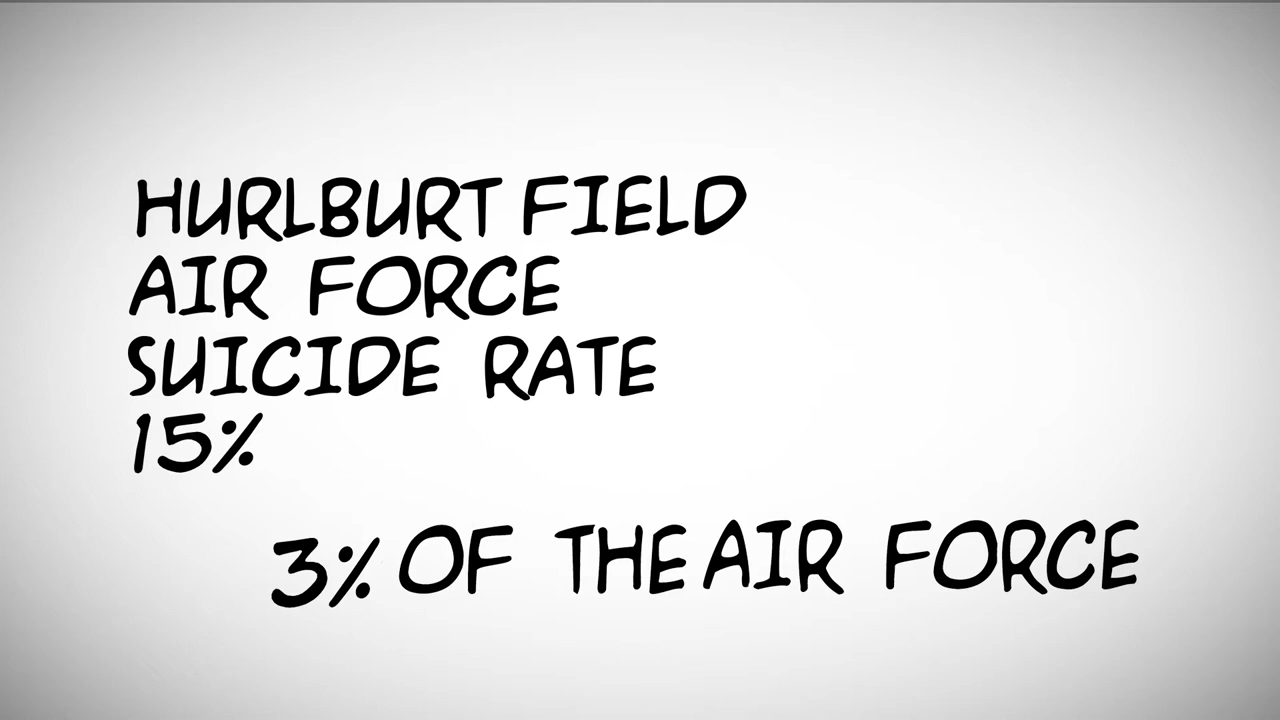 HURLBURT FIELD
AIR FORCE
SUICIDE RATE
15%
3% OF THE AIR FORCE